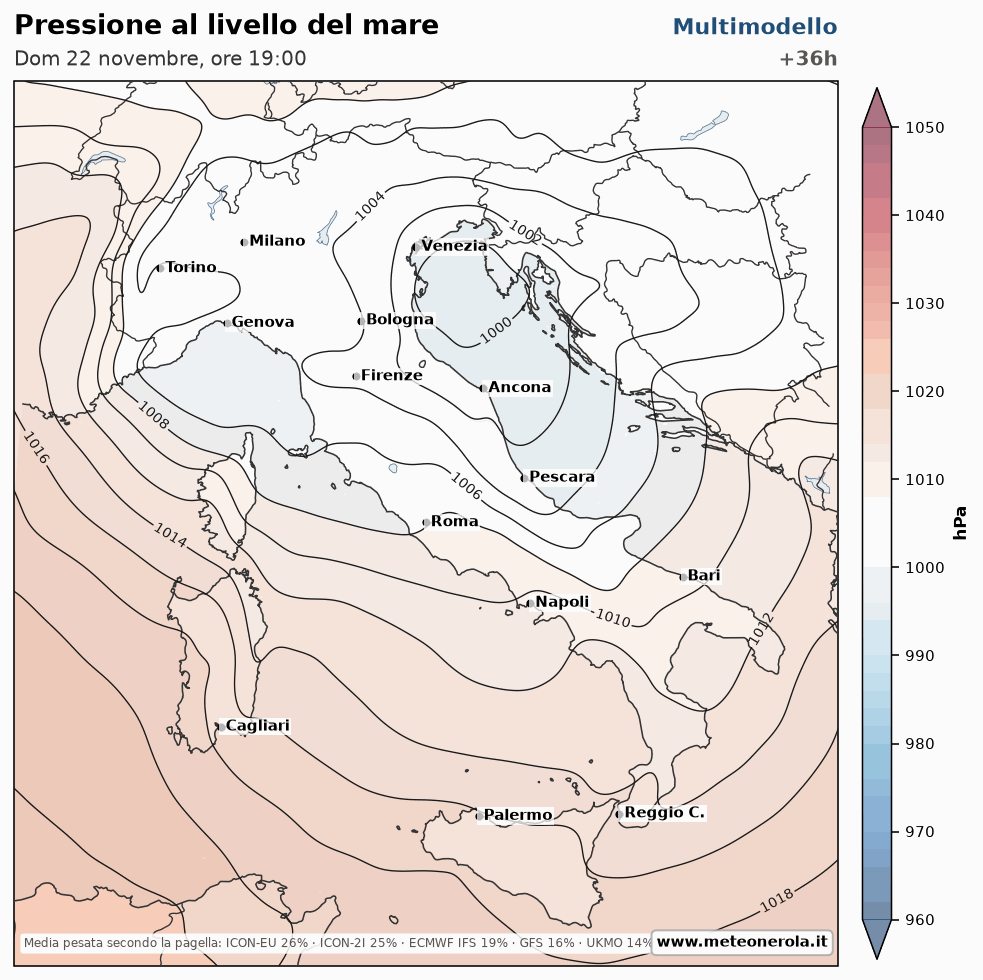 Pressione al livello del mare
Multimodello
Dom 22 novembre, ore 19:00
+36h
1050
1040
1030
1020
1010
1000
990
980
970
960
hPa
1004
1002
Milano
Venezia
Torino
Genova
Bologna
1000
Firenze
Ancona
1008
1016
Pescara
1006
Roma
1014
Bari
Napoli
1010
1012
Cagliari
Palermo
Reggio C.
1018
Media pesata secondo la pagella: ICON-EU 26% · ICON-2I 25% · ECMWF IFS 19% · GFS 16% · UKMO 14%
www.meteonerola.it